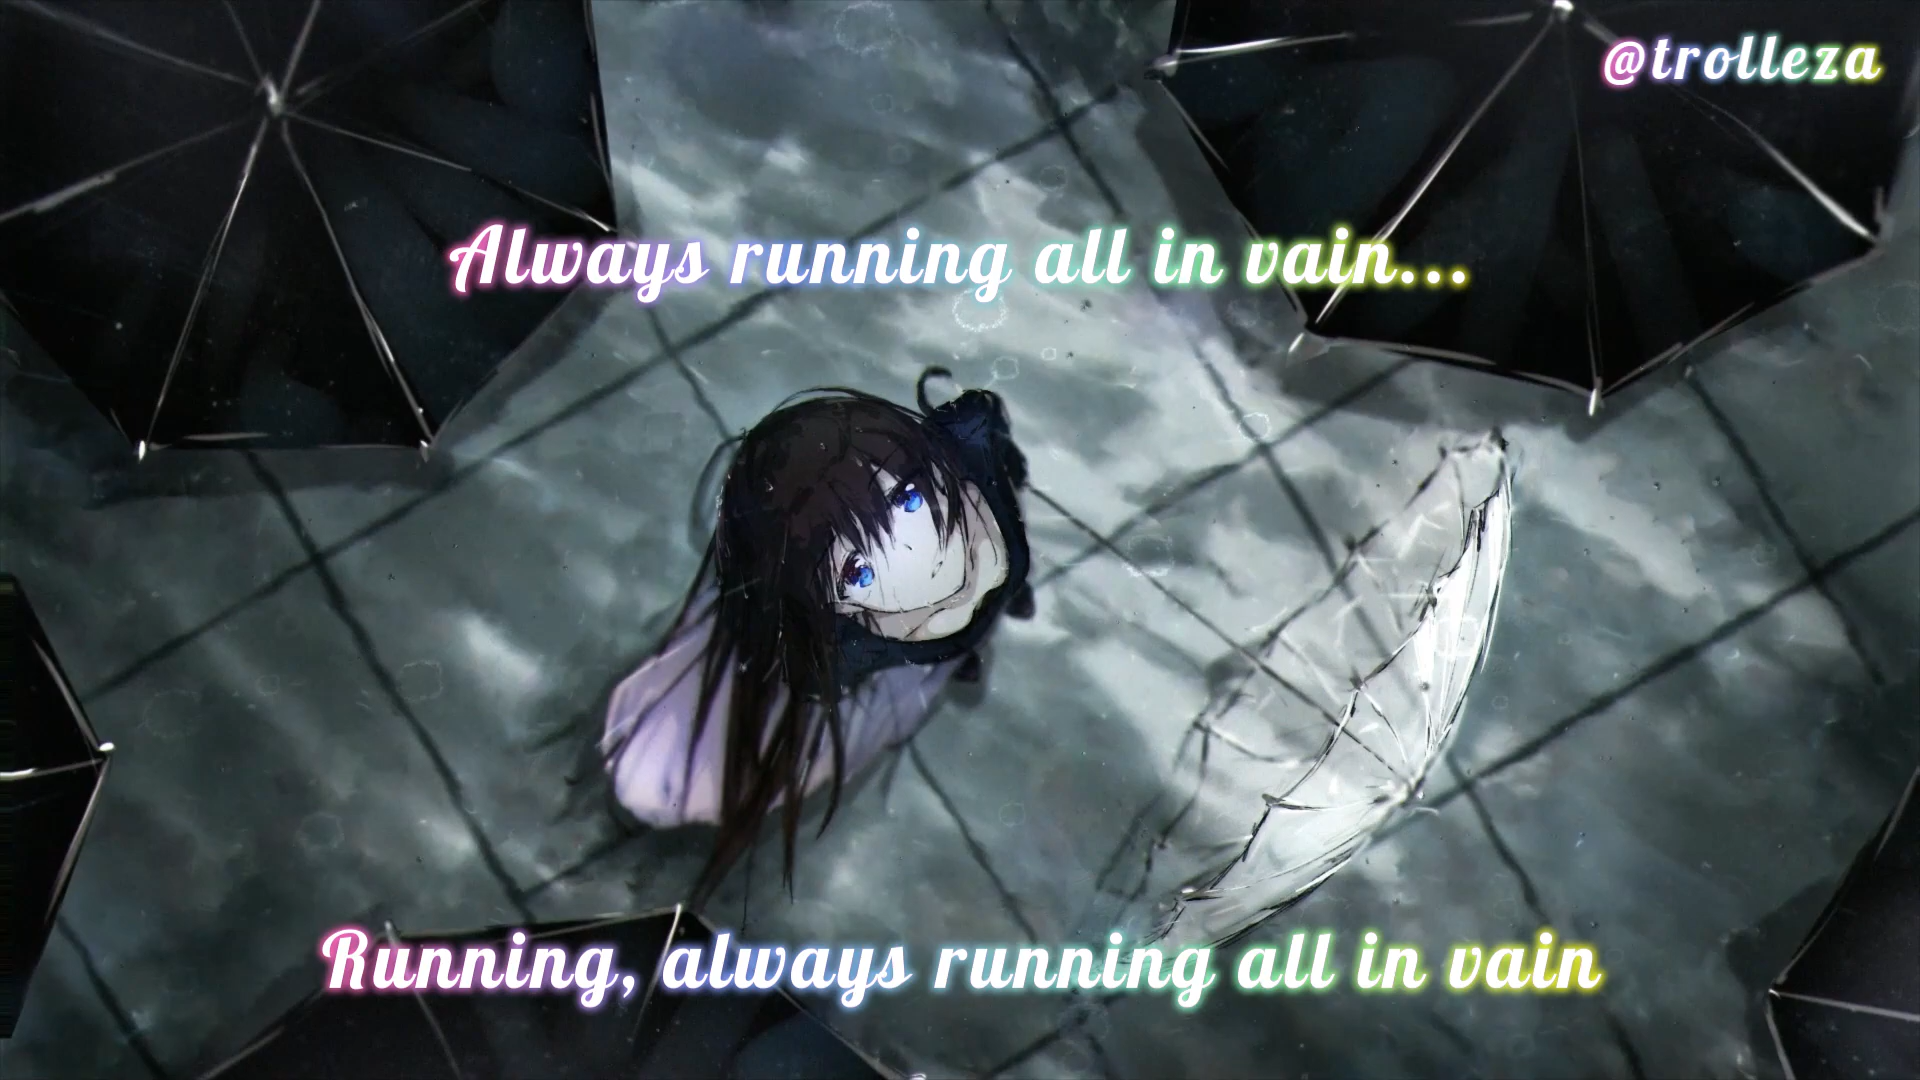 @trolleza
Always running all in vain...
Running, always running all in vain